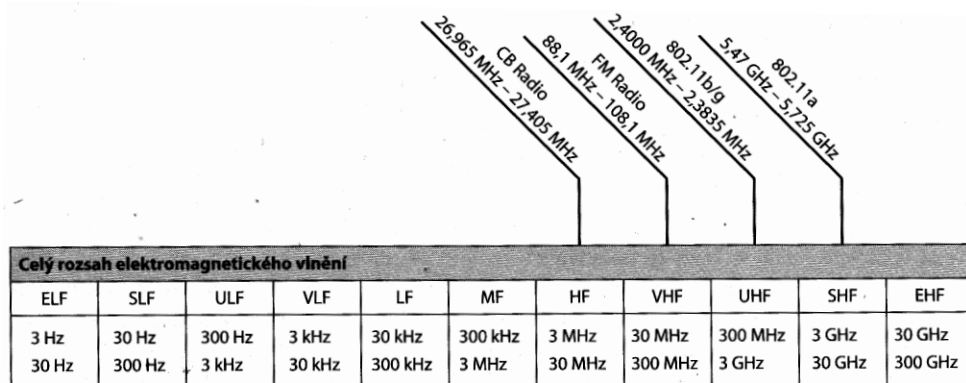 CB Radio
26,965 MHz – 27,405 MHz
FM Radio
88,1 MHz – 108,1 MHz
802.11b/g
2,4000 MHz – 2,3835 MHz
802.11a
5,47 GHz – 5,725 GHz
Celý rozsah elektromagnetického vlnění
ELF SLF ULF VLF LF MF HF VHF UHF SHF EHF
3 Hz 30 Hz 300 Hz 3 kHz 30 kHz 300 kHz 3 MHz 30 MHz 300 MHz 3 GHz 30 GHz
30 Hz 300 Hz 3 kHz 30 kHz 300 kHz 3 MHz 30 MHz 300 MHz 3 GHz 30 GHz 300 GHz